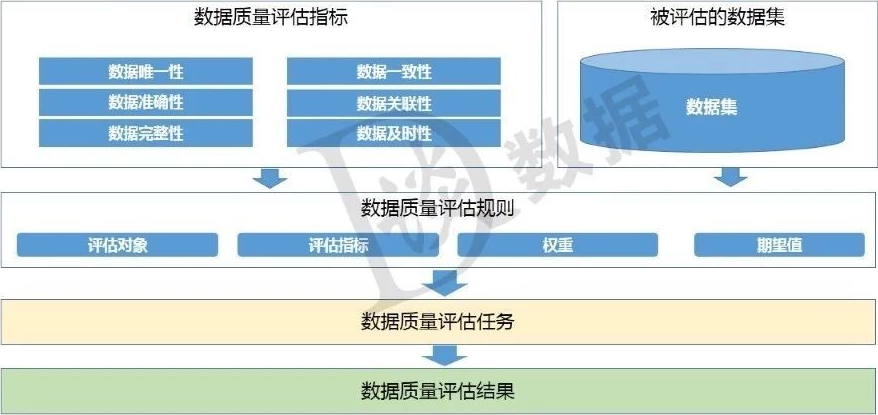 数据质量评估指标
被评估的数据集
数据唯一性
数据一致性
数据准确性
数据关联性
数据完整性
数据及时性
数据集
数据质量评估规则
评估对象
评估指标
权重
期望值
数据质量评估任务
数据质量评估结果
D谈数据